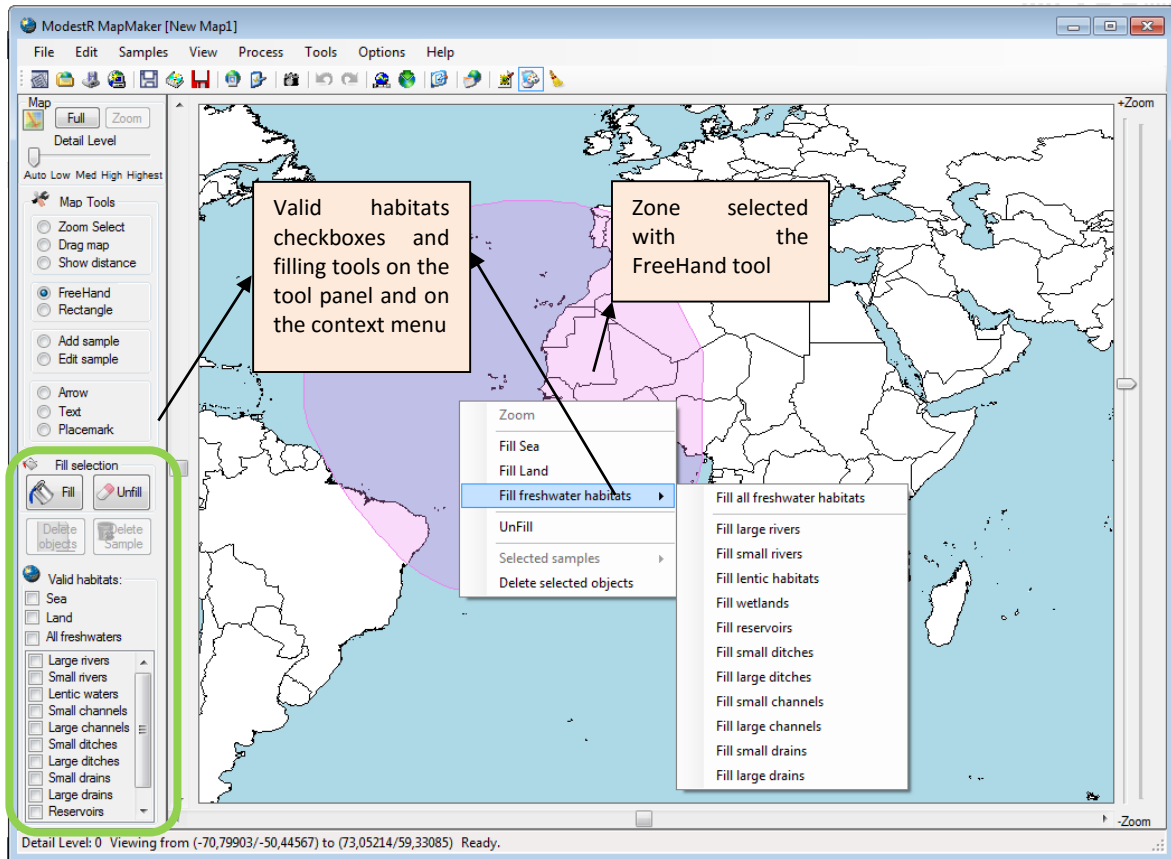 ModestR MapMaker [New Map1]
File Edit Samples View Process Tools Options Help
Map
Full Zoom
Detail Level
Auto Low Med High Highest
Map Tools
Zoom Select
Drag map
Show distance
FreeHand
Rectangle
Add sample
Edit sample
Arrow
Text
Placemark
Fill selection
Fill Unfill
Delete objects
Delete Sample
Valid habitats:
Sea
Land
All freshwaters
Large rivers
Small rivers
Lentic waters
Small channels
Large channels
Small ditches
Large ditches
Small drains
Large drains
Reservoirs
Valid habitats
checkboxes and
filling tools on the
tool panel and on
the context menu
Zone selected
with the
FreeHand tool
Zoom
Fill Sea
Fill Land
Fill freshwater habitats
UnFill
Selected samples
Delete selected objects
Fill all freshwater habitats
Fill large rivers
Fill small rivers
Fill lentic habitats
Fill wetlands
Fill reservoirs
Fill small ditches
Fill large ditches
Fill small channels
Fill large channels
Fill small drains
Fill large drains
+Zoom
-Zoom
Detail Level: 0 Viewing from (-70,79903/-50,44567) to (73,05214/59,33085) Ready.